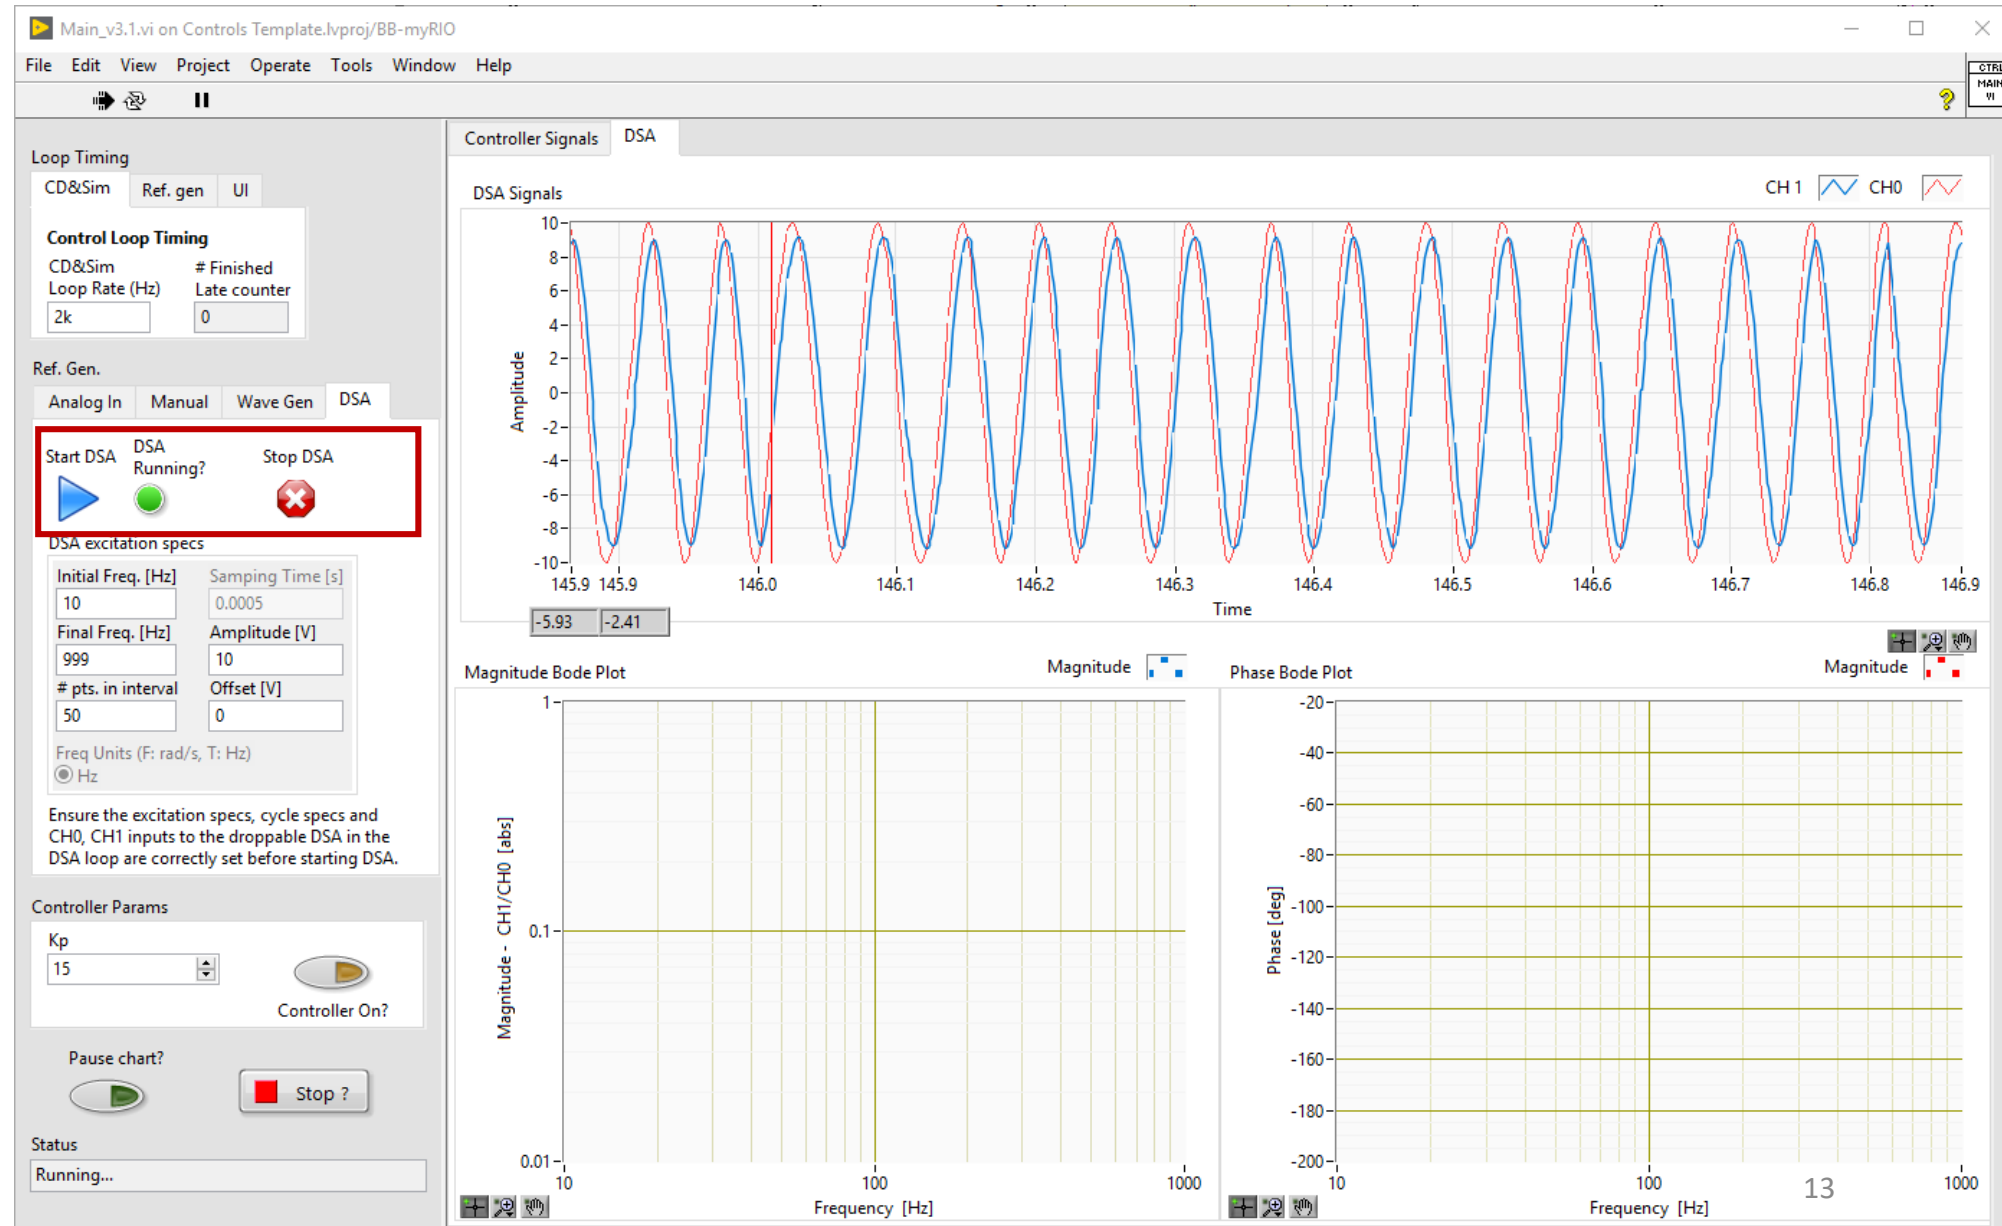 Main_v3.1.vi on Controls Template.lvproj/BB-myRIO
File Edit View Project Operate Tools Window Help
CTRL
MAIN
VI
Loop Timing
CD&Sim Ref. gen UI
Control Loop Timing
CD&Sim # Finished
Loop Rate (Hz) Late counter
2k 0
Ref. Gen.
Analog In Manual Wave Gen DSA
Start DSA DSA Running? Stop DSA
DSA excitation specs
Initial Freq. [Hz] Samping Time [s]
10 0.0005
Final Freq. [Hz] Amplitude [V]
999 10
# pts. in interval Offset [V]
50 0
Freq Units (F: rad/s, T: Hz)
Hz
Ensure the excitation specs, cycle specs and
CH0, CH1 inputs to the droppable DSA in the
DSA loop are correctly set before starting DSA.
Controller Params
Kp
15
Controller On?
Pause chart?
Stop ?
Status
Running...
Controller Signals DSA
DSA Signals CH 1 CH0
Amplitude
10
8
6
4
2
0
-2
-4
-6
-8
-10
145.9 145.9 146.0 146.1 146.2 146.3 146.4 146.5 146.6 146.7 146.8 146.9
Time
-5.93 -2.41
Magnitude Bode Plot Magnitude
Magnitude - CH1/CH0 [abs]
1
0.1
0.01
10 100 1000
Frequency [Hz]
Phase Bode Plot Magnitude
Phase [deg]
-20
-40
-60
-80
-100
-120
-140
-160
-180
-200
10 100 1000
Frequency [Hz]
13